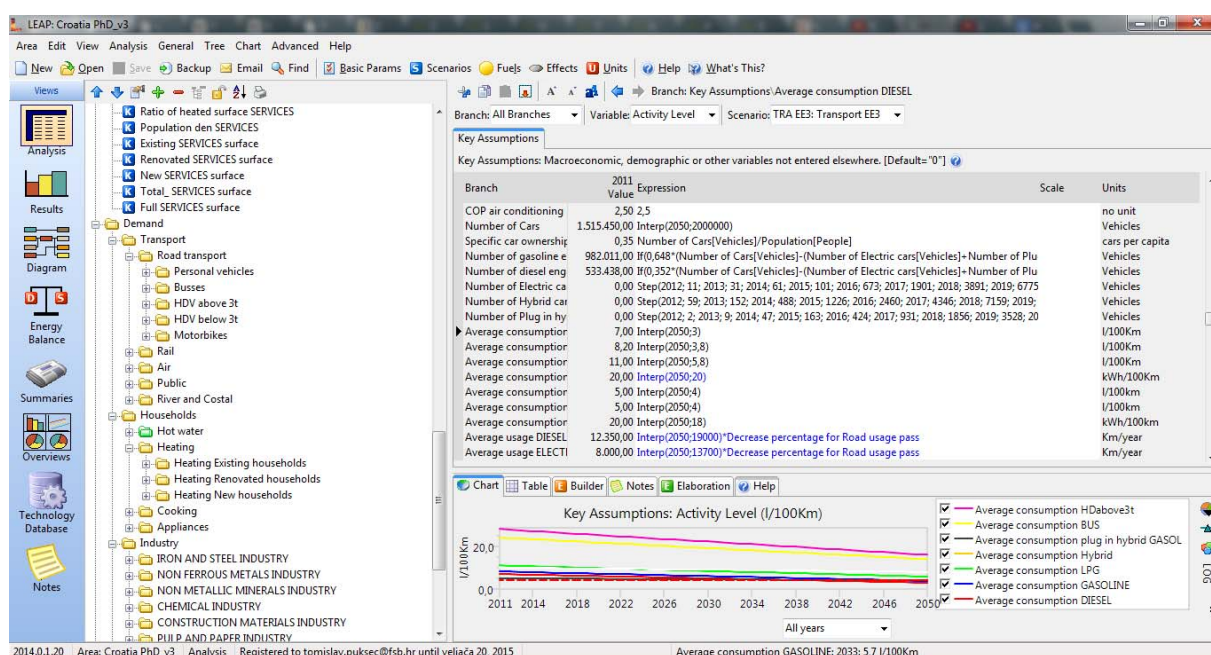 LEAP: Croatia PhD_v3
Area Edit View Analysis General Tree Chart Advanced Help
New Open Save Backup Email Find Basic Params Scenarios Fuels Effects Units Help What's This?
Views
Branch: Key Assumptions\Average consumption DIESEL
Branch: All Branches Variable: Activity Level Scenario: TRA EE3: Transport EE3
Analysis
Results
Diagram
Energy Balance
Summaries
Overviews
Technology Database
Notes
Ratio of heated surface SERVICES
Population den SERVICES
Existing SERVICES surface
Renovated SERVICES surface
New SERVICES surface
Total_ SERVICES surface
Full SERVICES surface
Demand
Transport
Road transport
Personal vehicles
Busses
HDV above 3t
HDV below 3t
Motorbikes
Rail
Air
Public
River and Costal
Households
Hot water
Heating
Heating Existing households
Heating Renovated households
Heating New households
Cooking
Appliances
Industry
IRON AND STEEL INDUSTRY
NON FERROUS METALS INDUSTRY
NON METALLIC MINERALS INDUSTRY
CHEMICAL INDUSTRY
CONSTRUCTION MATERIALS INDUSTRY
PULP AND PAPER INDUSTRY
Key Assumptions
Key Assumptions: Macroeconomic, demographic or other variables not entered elsewhere. [Default="0"]
Branch 2011 Value Expression Scale Units
COP air conditioning 2,50 2,5 no unit
Number of Cars 1.515.450,00 Interp(2050;2000000) Vehicles
Specific car ownership 0,35 Number of Cars[Vehicles]/Population[People] cars per capita
Number of gasoline e 982.011,00 If(0,648*(Number of Cars[Vehicles]-(Number of Electric cars[Vehicles]+Number of Plu Vehicles
Number of diesel eng 533.438,00 If(0,352*(Number of Cars[Vehicles]-(Number of Electric cars[Vehicles]+Number of Plu Vehicles
Number of Electric ca 0,00 Step(2012; 11; 2013; 31; 2014; 61; 2015; 101; 2016; 673; 2017; 1901; 2018; 3891; 2019; 6775 Vehicles
Number of Hybrid car 0,00 Step(2012; 59; 2013; 152; 2014; 488; 2015; 1226; 2016; 2460; 2017; 4346; 2018; 7159; 2019; Vehicles
Number of Plug in hy 0,00 Step(2012; 2; 2013; 9; 2014; 47; 2015; 163; 2016; 424; 2017; 931; 2018; 1856; 2019; 3528; 20 Vehicles
Average consumption 7,00 Interp(2050;3) l/100Km
Average consumption 8,20 Interp(2050;3,8) l/100Km
Average consumption 11,00 Interp(2050;5,8) l/100Km
Average consumption 20,00 Interp(2050;20) kWh/100Km
Average consumption 5,00 Interp(2050;4) l/100km
Average consumption 5,00 Interp(2050;4) l/100km
Average consumption 20,00 Interp(2050;18) kWh/100km
Average usage DIESEL 12.350,00 Interp(2050;19000)*Decrease percentage for Road usage pass Km/year
Average usage ELECTI 8.000,00 Interp(2050;13700)*Decrease percentage for Road usage pass Km/year
Chart Table Builder Notes Elaboration Help
Key Assumptions: Activity Level (l/100Km)
l/100Km
20,0
0,0
2011 2014 2018 2022 2026 2030 2034 2038 2042 2046 2050
All years
Average consumption HDabove3t
Average consumption BUS
Average consumption plug in hybrid GASOL
Average consumption Hybrid
Average consumption LPG
Average consumption GASOLINE
Average consumption DIESEL
LOG
2014.0.1.20 Area: Croatia PhD_v3 Analysis Registered to tomislav.puksec@fsb.hr until veljača 20, 2015 Average consumption GASOLINE: 2033: 5,7 l/100Km